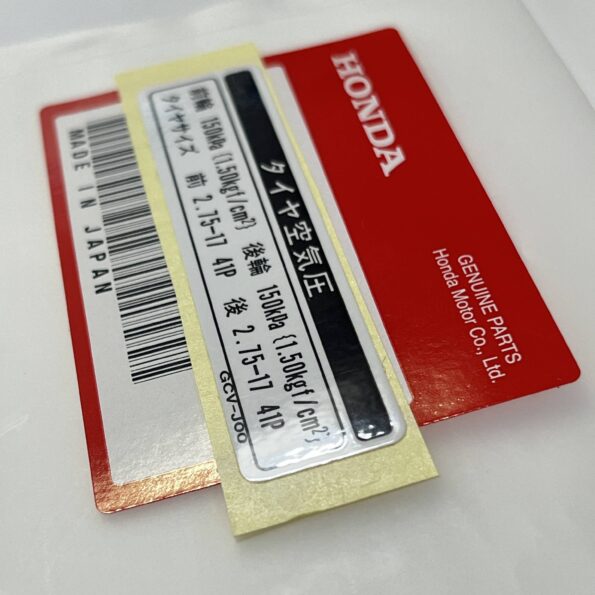 HONDA
GENUINE PARTS
Honda Motor Co., Ltd.
タイヤ空気圧
前輪 150kPa {1.50kgf/cm²} 後輪 150kPa {1.50kgf/cm²}
タイヤサイズ 前 2.75-17 41P 後 2.75-17 41P
GCV-J00
MADE IN JAPAN